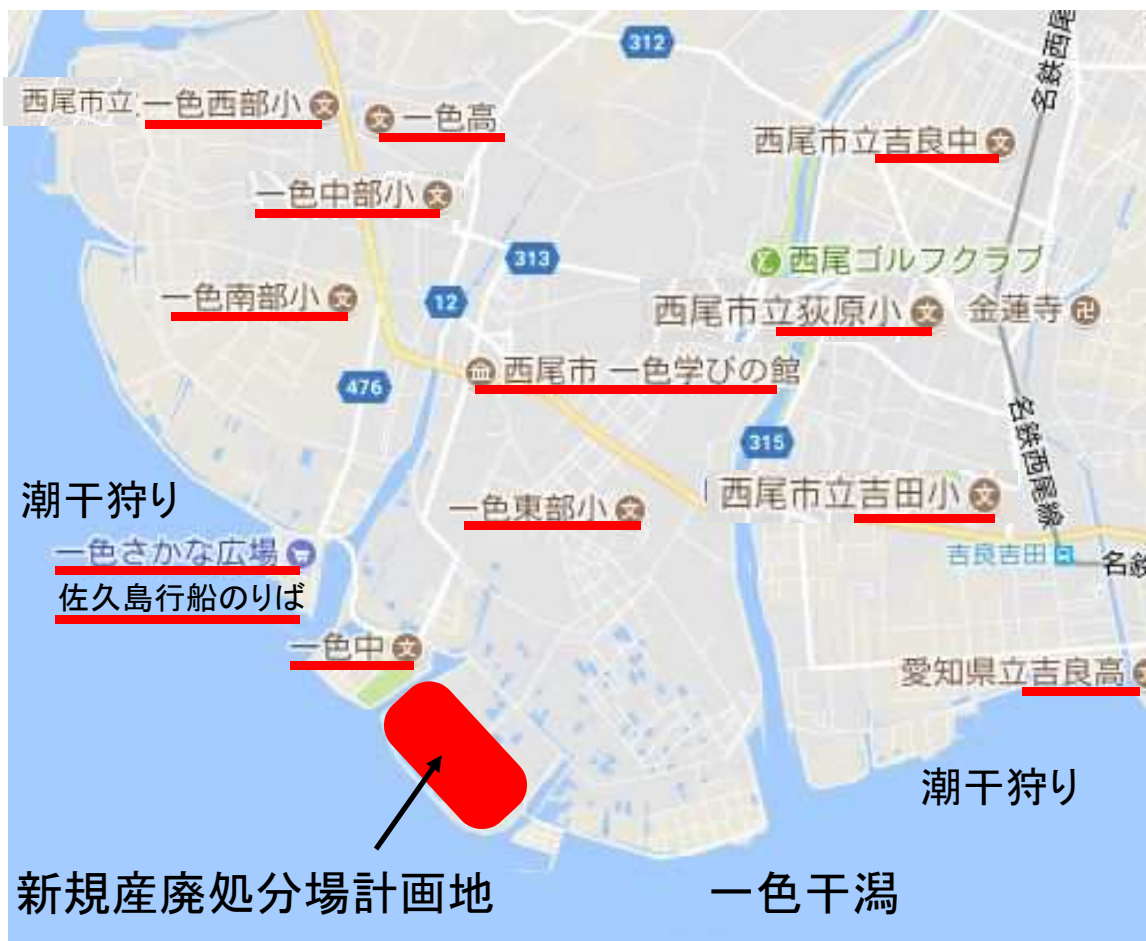 312
名鉄西尾
西尾市立 一色西部小
一色高
西尾市立吉良中
一色中部小
313
西尾ゴルフクラブ
一色南部小
12
西尾市立荻原小
金蓮寺
西尾市 一色学びの館
476
315
名鉄西尾線
潮干狩り
一色東部小
西尾市立吉田小
一色さかな広場
吉良吉田
名鉄
佐久島行船のりば
一色中
愛知県立吉良高
潮干狩り
新規産廃処分場計画地
一色干潟